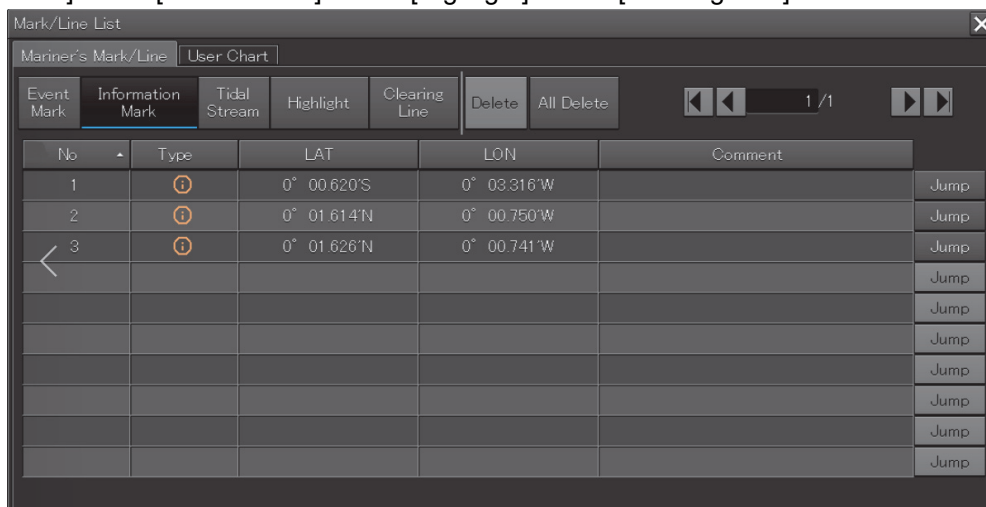 Mark/Line List
Mariner's Mark/Line User Chart
Event Mark Information Mark Tidal Stream Highlight Clearing Line Delete All Delete 1 /1
No Type LAT LON Comment
1 0° 00.620'S 0° 03.316'W Jump
2 0° 01.614'N 0° 00.750'W Jump
3 0° 01.626'N 0° 00.741'W Jump
Jump
Jump
Jump
Jump
Jump
Jump
Jump